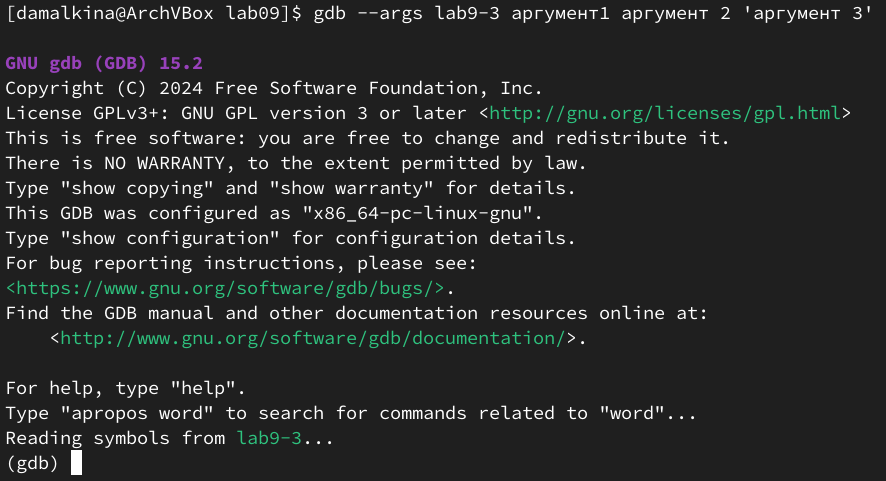 [damalkina@ArchVBox lab09]$ gdb --args lab9-3 аргумент1 аргумент 2 'аргумент 3'
GNU gdb (GDB) 15.2
Copyright (C) 2024 Free Software Foundation, Inc.
License GPLv3+: GNU GPL version 3 or later <http://gnu.org/licenses/gpl.html>
This is free software: you are free to change and redistribute it.
There is NO WARRANTY, to the extent permitted by law.
Type "show copying" and "show warranty" for details.
This GDB was configured as "x86_64-pc-linux-gnu".
Type "show configuration" for configuration details.
For bug reporting instructions, please see:
<https://www.gnu.org/software/gdb/bugs/>.
Find the GDB manual and other documentation resources online at:
    <http://www.gnu.org/software/gdb/documentation/>.
For help, type "help".
Type "apropos word" to search for commands related to "word"...
Reading symbols from lab9-3...
(gdb)